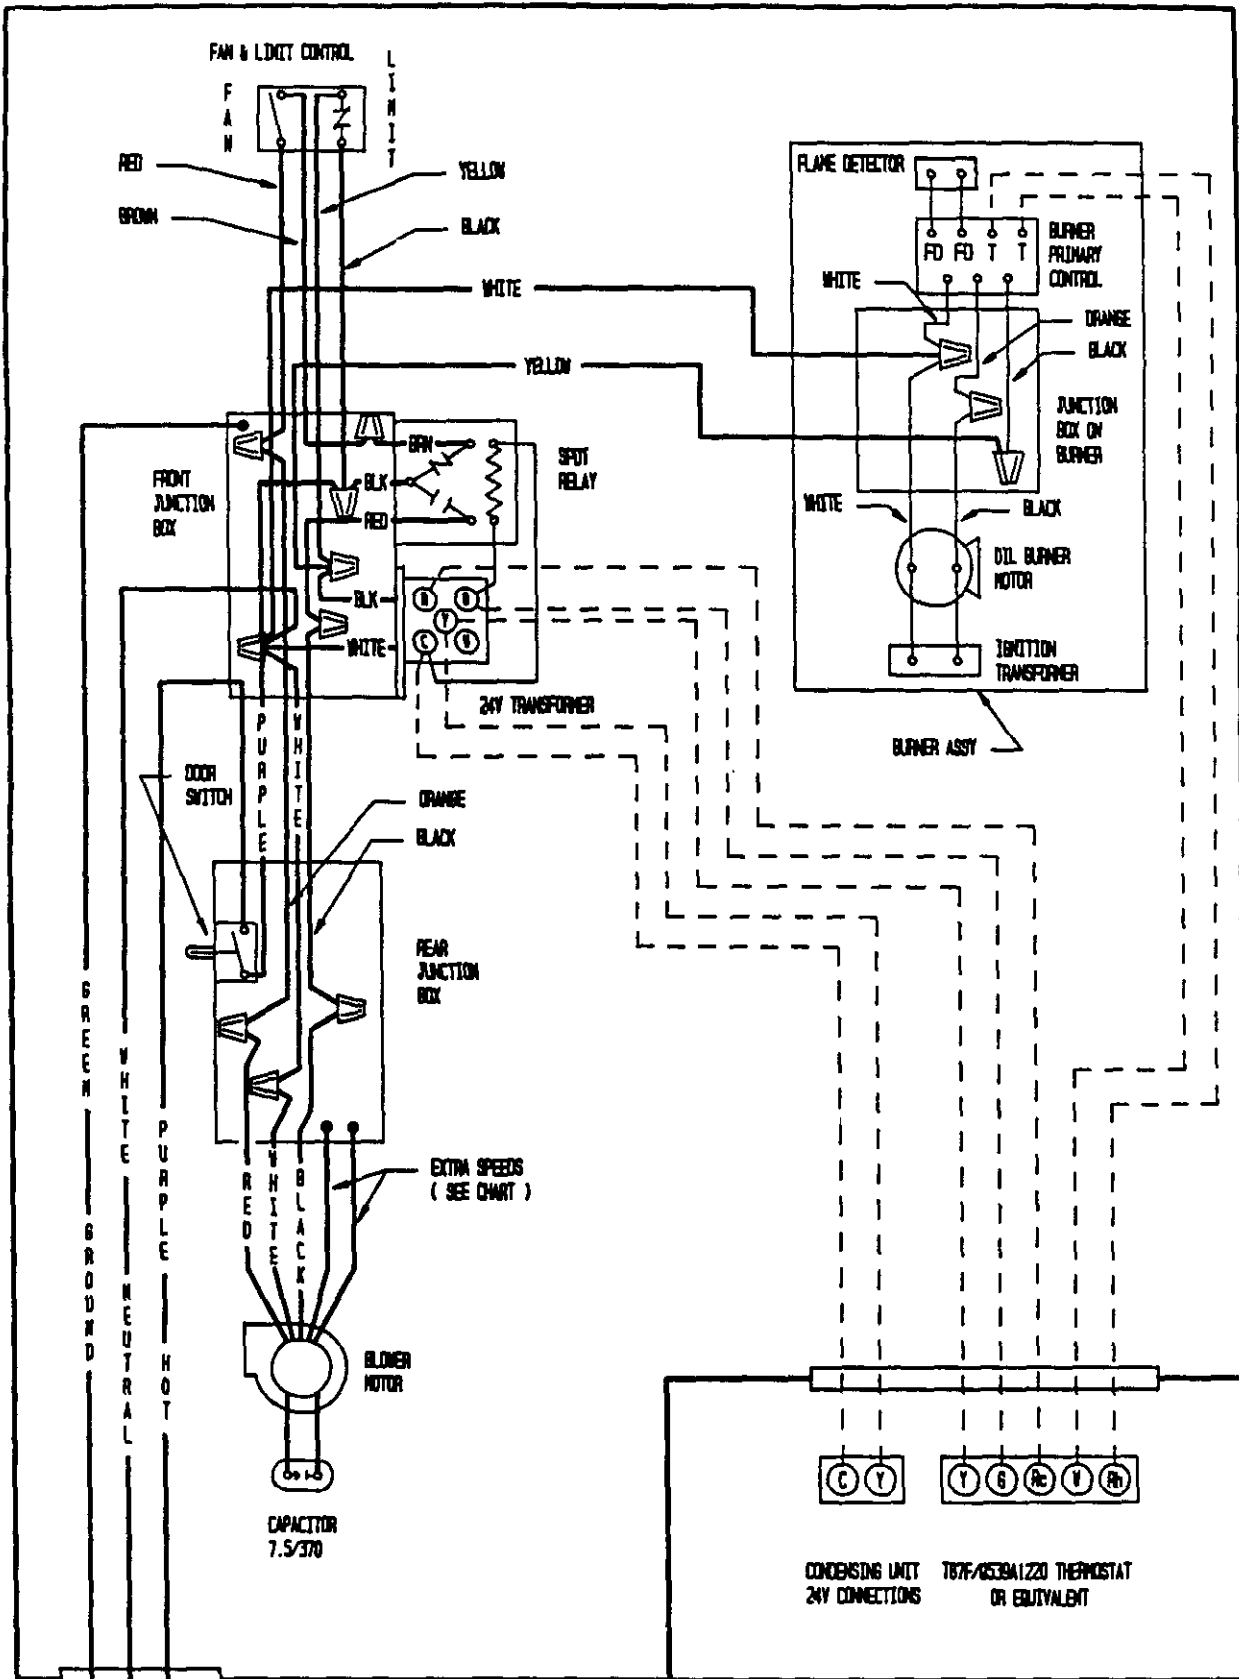 FAN & LIMIT CONTROL
LIMIT
FAN
RED
YELLOW
BROWN
BLACK
WHITE
YELLOW
FLAME DETECTOR
FD FD T T
BURNER
PRIMARY
CONTROL
WHITE
ORANGE
BLACK
JUNCTION
BOX ON
BURNER
WHITE
BLACK
OIL BURNER
MOTOR
IGNITION
TRANSFORMER
BURNER ASSY
FRONT
JUNCTION
BOX
BRN
BLK
RED
SPDT
RELAY
BLK
WHITE
R
G
Y
C
W
24V TRANSFORMER
PURPLE
WHITE
DOOR
SWITCH
ORANGE
BLACK
REAR
JUNCTION
BOX
GREEN GROUND
WHITE NEUTRAL
PURPLE HOT
RED
WHITE
BLACK
EXTRA SPEEDS
( SEE CHART )
BLOWER
MOTOR
CAPACITOR
7.5/370
C Y
Y G Rc W Rh
CONDENSING UNIT
24V CONNECTIONS
T87F/Q539A1220 THERMOSTAT
OR EQUIVALENT